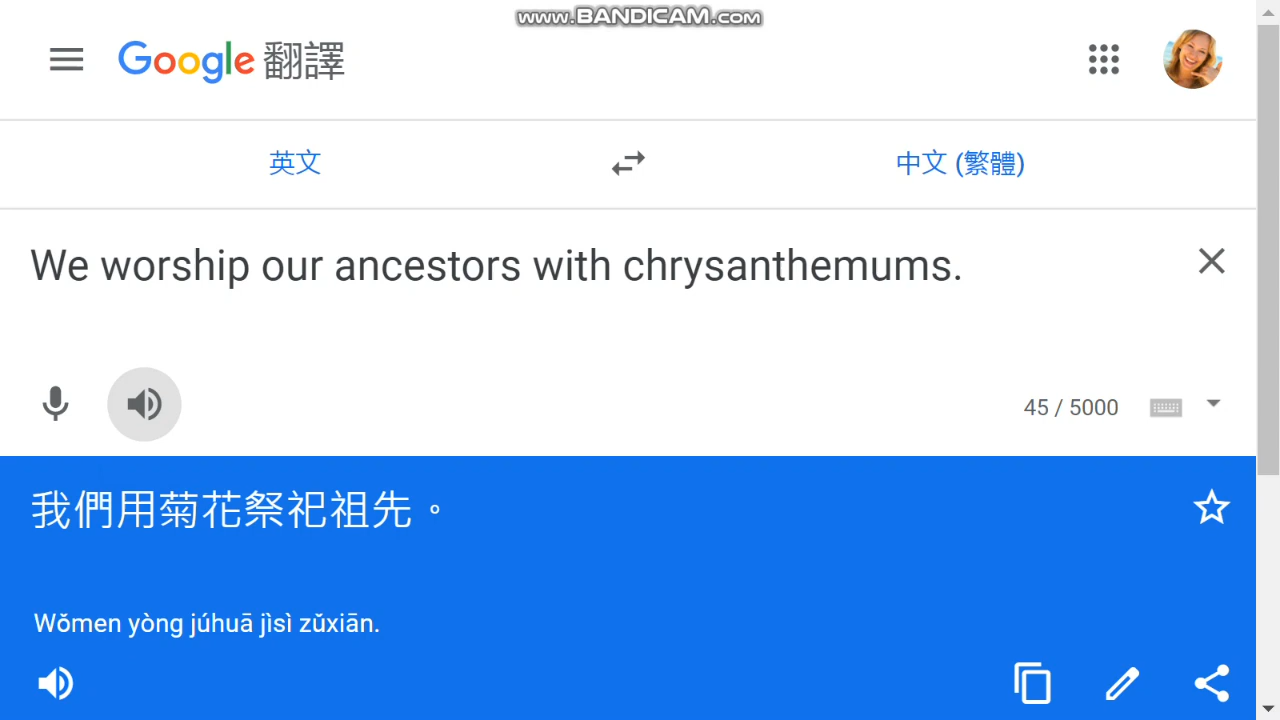 www.BANDICAM.com
Google 翻譯
英文
中文 (繁體)
We worship our ancestors with chrysanthemums.
45 / 5000
我們用菊花祭祀祖先。
Wǒmen yòng júhuā jìsì zǔxiān.